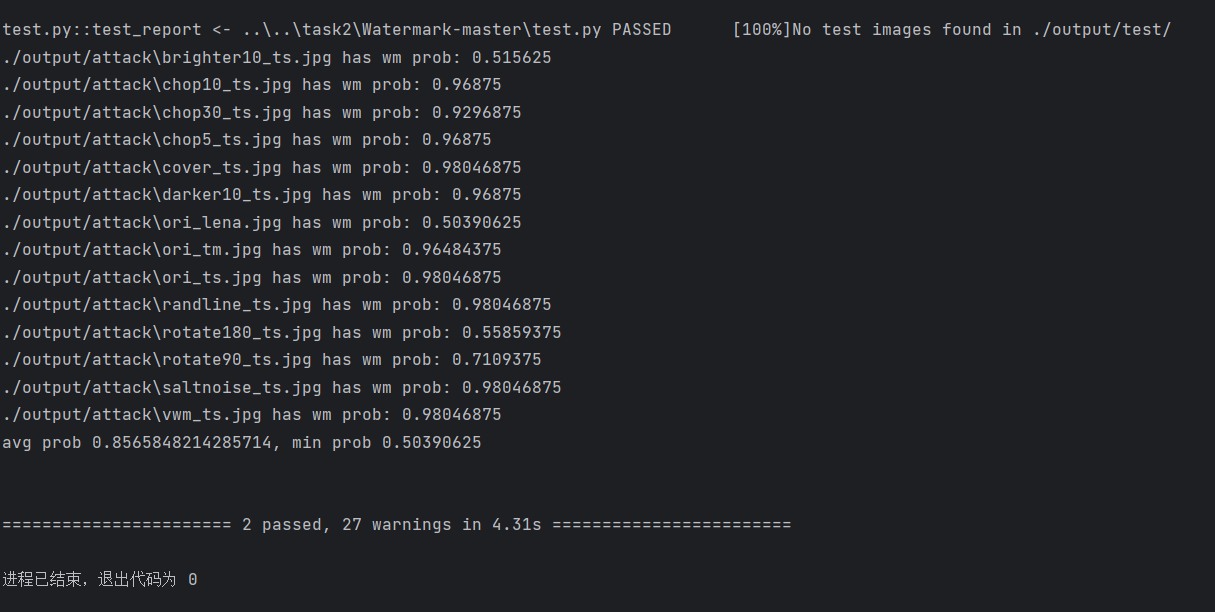 test.py::test_report <- ..\..\task2\Watermark-master\test.py PASSED      [100%]No test images found in ./output/test/
./output/attack\brighter10_ts.jpg has wm prob: 0.515625
./output/attack\chop10_ts.jpg has wm prob: 0.96875
./output/attack\chop30_ts.jpg has wm prob: 0.9296875
./output/attack\chop5_ts.jpg has wm prob: 0.96875
./output/attack\cover_ts.jpg has wm prob: 0.98046875
./output/attack\darker10_ts.jpg has wm prob: 0.96875
./output/attack\ori_lena.jpg has wm prob: 0.50390625
./output/attack\ori_tm.jpg has wm prob: 0.96484375
./output/attack\ori_ts.jpg has wm prob: 0.98046875
./output/attack\randline_ts.jpg has wm prob: 0.98046875
./output/attack\rotate180_ts.jpg has wm prob: 0.55859375
./output/attack\rotate90_ts.jpg has wm prob: 0.7109375
./output/attack\saltnoise_ts.jpg has wm prob: 0.98046875
./output/attack\vwm_ts.jpg has wm prob: 0.98046875
avg prob 0.8565848214285714, min prob 0.50390625
======================= 2 passed, 27 warnings in 4.31s ========================
进程已结束，退出代码为 0